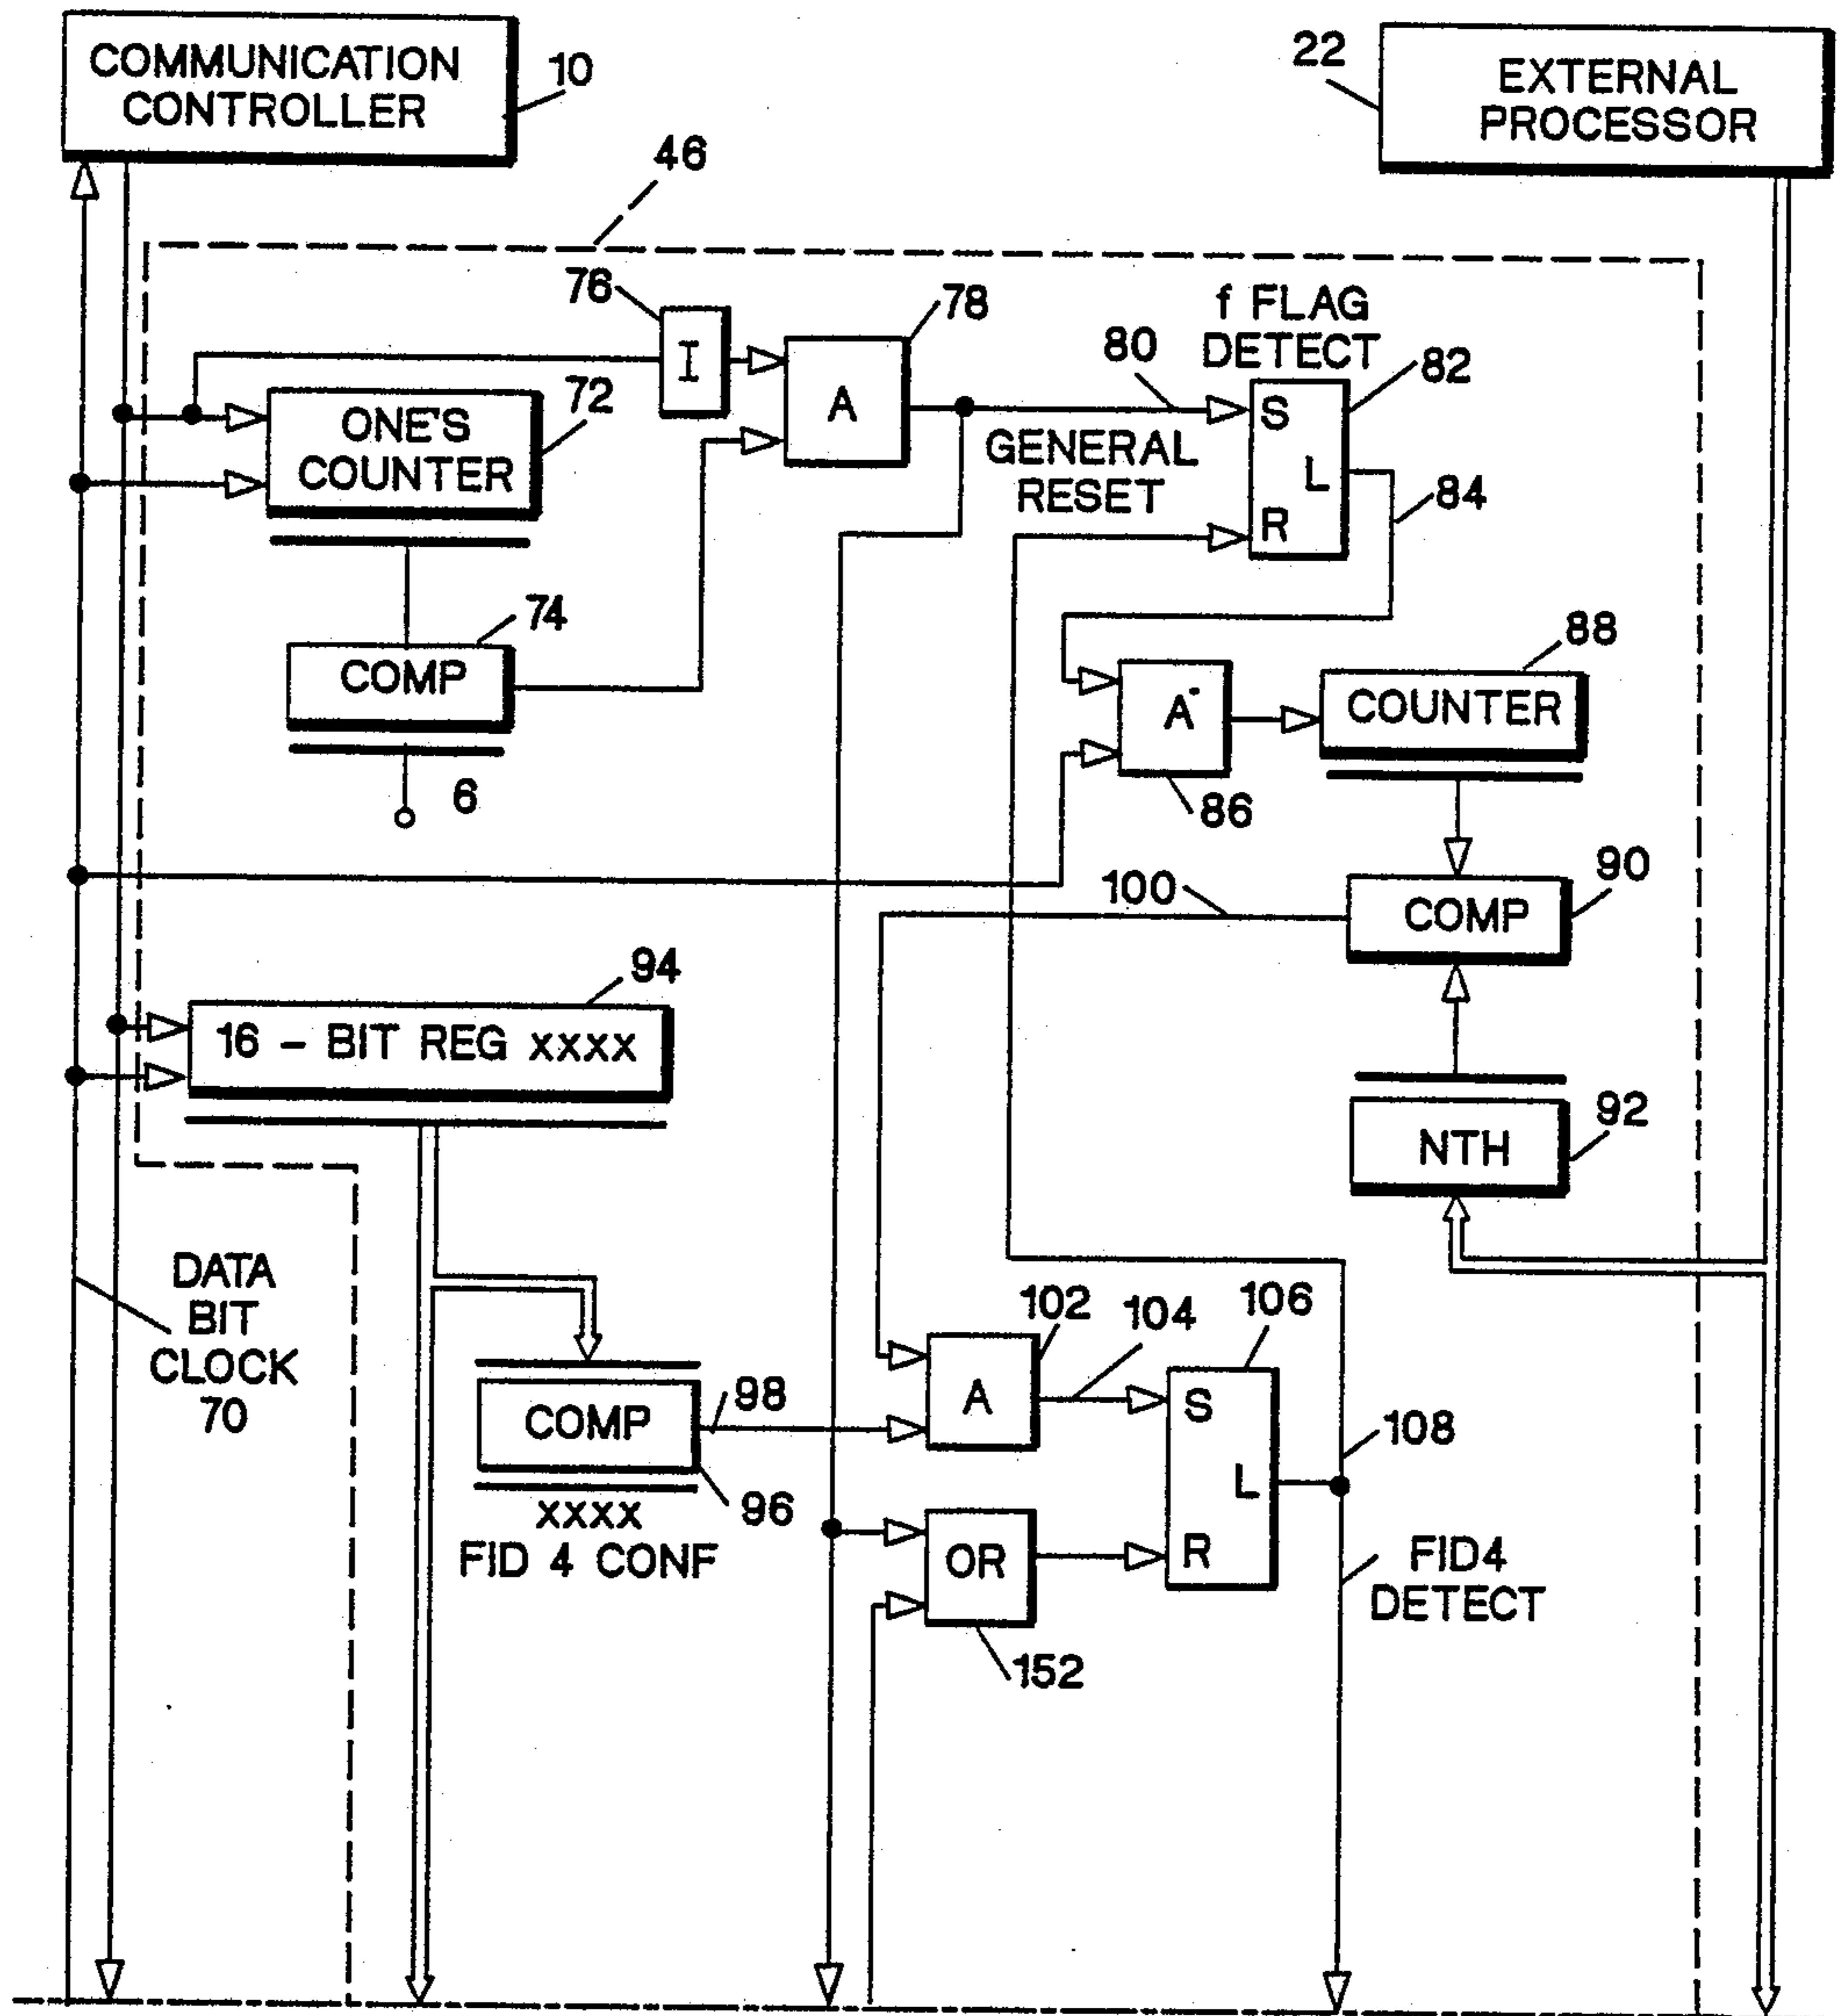 COMMUNICATION
CONTROLLER
10
22
EXTERNAL
PROCESSOR
46
76
I
78
A
f FLAG
DETECT
80
82
S
L
R
GENERAL
RESET
84
72
ONE'S
COUNTER
74
COMP
6
88
A
COUNTER
86
90
100
COMP
94
16 - BIT REG XXXX
92
NTH
DATA
BIT
CLOCK
70
102
104
106
A
S
98
COMP
108
L
96
XXXX
FID 4 CONF
OR
R
FID4
DETECT
152